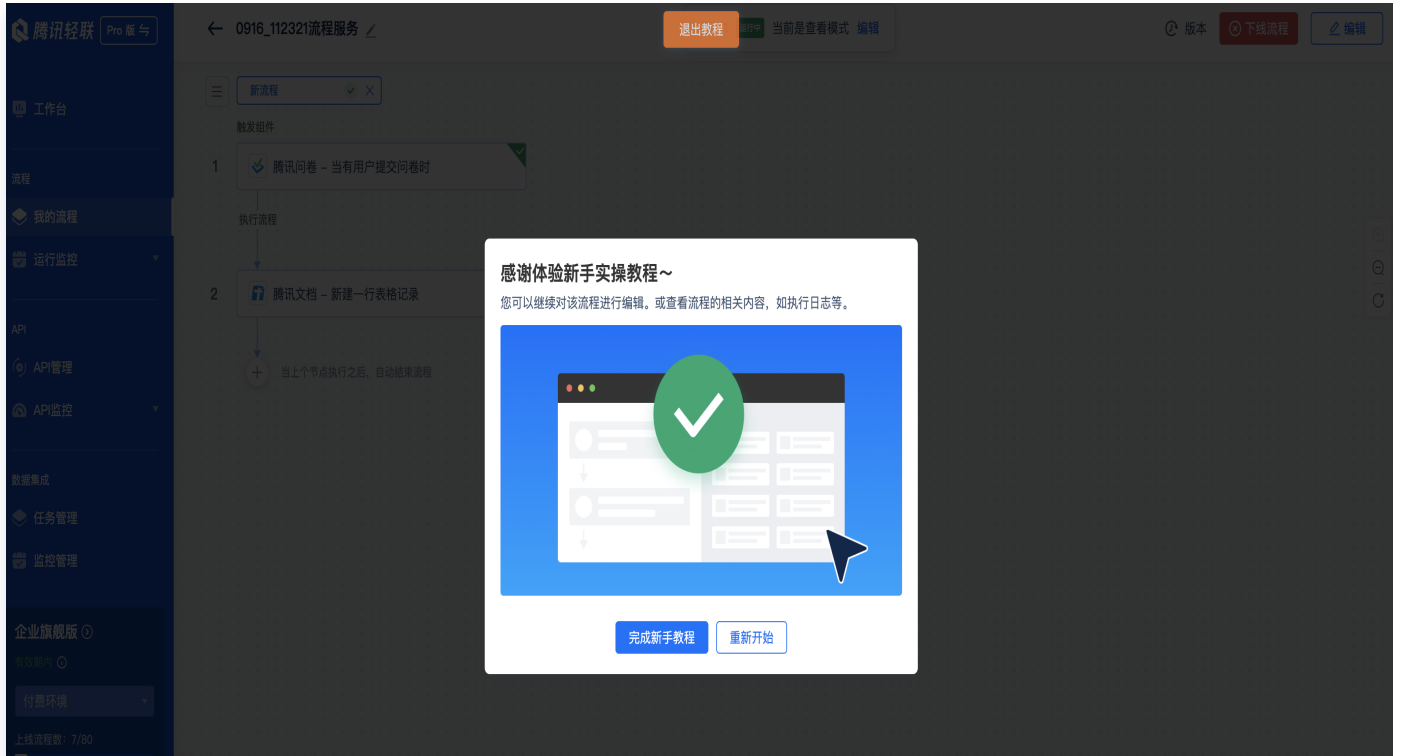 腾讯轻联 Pro 版
0916_112321流程服务
退出教程
当前是查看模式 编辑
版本
下线流程
编辑
新流程
触发组件
1 腾讯问卷 - 当有用户提交问卷时
执行流程
2 腾讯文档 - 新建一行表格记录
当上个节点执行之后，自动结束流程
工作台
流程
我的流程
运行监控
API
API管理
API监控
数据集成
任务管理
监控管理
企业旗舰版
有效期内
付费环境
上线流程数：7/80
感谢体验新手实操教程～
您可以继续对该流程进行编辑。或查看流程的相关内容，如执行日志等。
完成新手教程
重新开始